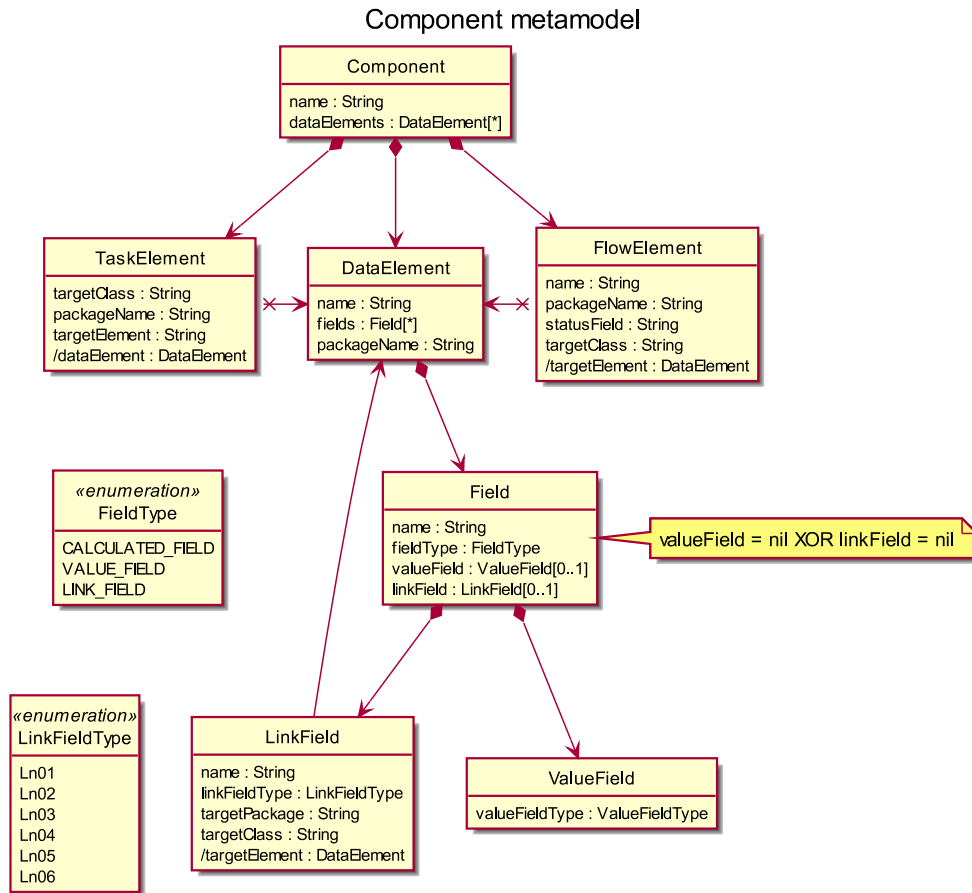 Component metamodel
Component
name : String
dataElements : DataElement[*]
TaskElement
targetClass : String
packageName : String
targetElement : String
/dataElement : DataElement
DataElement
name : String
fields : Field[*]
packageName : String
FlowElement
name : String
packageName : String
statusField : String
targetClass : String
/targetElement : DataElement
«enumeration»
FieldType
CALCULATED_FIELD
VALUE_FIELD
LINK_FIELD
Field
name : String
fieldType : FieldType
valueField : ValueField[0..1]
linkField : LinkField[0..1]
valueField = nil XOR linkField = nil
«enumeration»
LinkFieldType
Ln01
Ln02
Ln03
Ln04
Ln05
Ln06
LinkField
name : String
linkFieldType : LinkFieldType
targetPackage : String
targetClass : String
/targetElement : DataElement
ValueField
valueFieldType : ValueFieldType